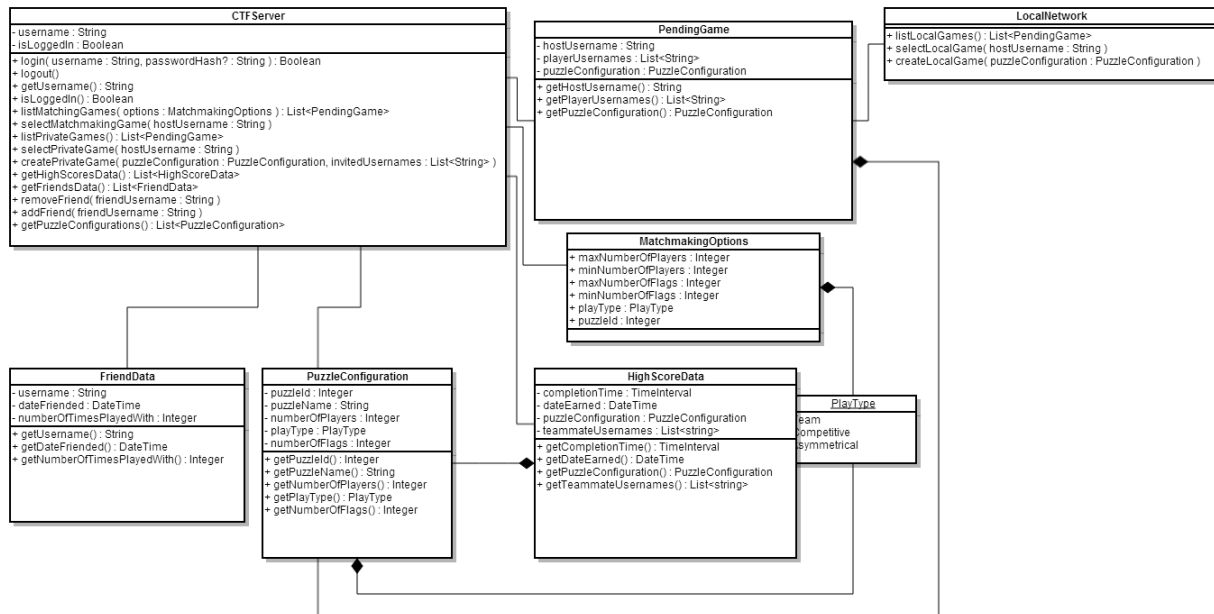 CTFServer
- username : String
- isLoggedIn : Boolean
+ login( username : String, passwordHash? : String ) : Boolean
+ logout()
+ getUsername() : String
+ isLoggedIn() : Boolean
+ listMatchingGames( options : MatchmakingOptions ) : List<PendingGame>
+ selectMatchmakingGame( hostUsername : String )
+ listPrivateGames() : List<PendingGame>
+ selectPrivateGame( hostUsername : String )
+ createPrivateGame( puzzleConfiguration : PuzzleConfiguration, invitedUsernames : List<String> )
+ getHighScoresData() : List<HighScoreData>
+ getFriendsData() : List<FriendData>
+ removeFriend( friendUsername : String )
+ addFriend( friendUsername : String )
+ getPuzzleConfigurations() : List<PuzzleConfiguration>
PendingGame
- hostUsername : String
- playerUsernames : List<String>
- puzzleConfiguration : PuzzleConfiguration
+ getHostUsername() : String
+ getPlayerUsernames() : List<String>
+ getPuzzleConfiguration() : PuzzleConfiguration
LocalNetwork
+ listLocalGames() : List<PendingGame>
+ selectLocalGame( hostUsername : String )
+ createLocalGame( puzzleConfiguration : PuzzleConfiguration )
MatchmakingOptions
+ maxNumberOfPlayers : Integer
+ minNumberOfPlayers : Integer
+ maxNumberOfFlags : Integer
+ minNumberOfFlags : Integer
+ playType : PlayType
+ puzzleId : Integer
FriendData
- username : String
- dateFriended : DateTime
- numberOfTimesPlayedWith : Integer
+ getUsername() : String
+ getDateFriended() : DateTime
+ getNumberOfTimesPlayedWith() : Integer
PuzzleConfiguration
- puzzleId : Integer
- puzzleName : String
- numberOfPlayers : Integer
- playType : PlayType
- numberOfFlags : Integer
+ getPuzzleId() : Integer
+ getPuzzleName() : String
+ getNumberOfPlayers() : Integer
+ getPlayType() : PlayType
+ getNumberOfFlags() : Integer
HighScoreData
- completionTime : TimeInterval
- dateEarned : DateTime
- puzzleConfiguration : PuzzleConfiguration
- teammateUsernames : List<string>
+ getCompletionTime() : TimeInterval
+ getDateEarned() : DateTime
+ getPuzzleConfiguration() : PuzzleConfiguration
+ getTeammateUsernames() : List<string>
PlayType
eam
ompetitive
symmetrical